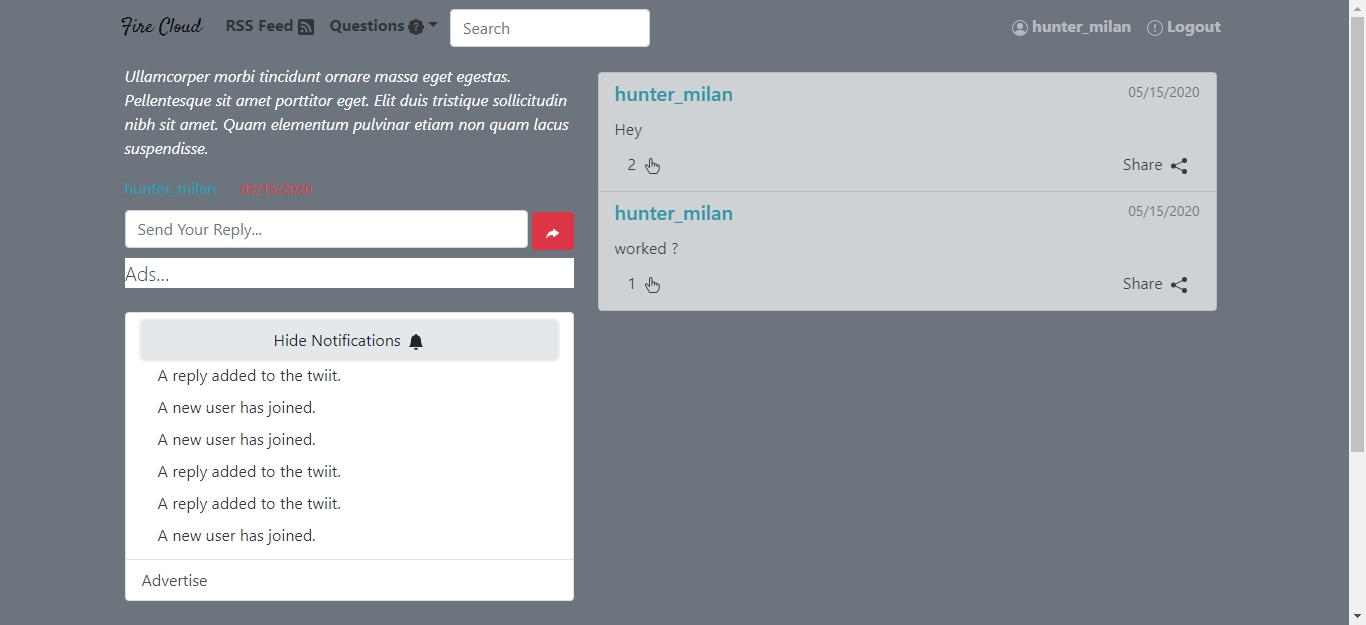 Fire Cloud RSS Feed Questions Search hunter_milan Logout
Ullamcorper morbi tincidunt ornare massa eget egestas.
Pellentesque sit amet porttitor eget. Elit duis tristique sollicitudin
nibh sit amet. Quam elementum pulvinar etiam non quam lacus
suspendisse.
hunter_milan 05/15/2020
Send Your Reply...
Ads...
Hide Notifications
A reply added to the twiit.
A new user has joined.
A new user has joined.
A reply added to the twiit.
A reply added to the twiit.
A new user has joined.
Advertise
hunter_milan 05/15/2020
Hey
2 Share
hunter_milan 05/15/2020
worked ?
1 Share